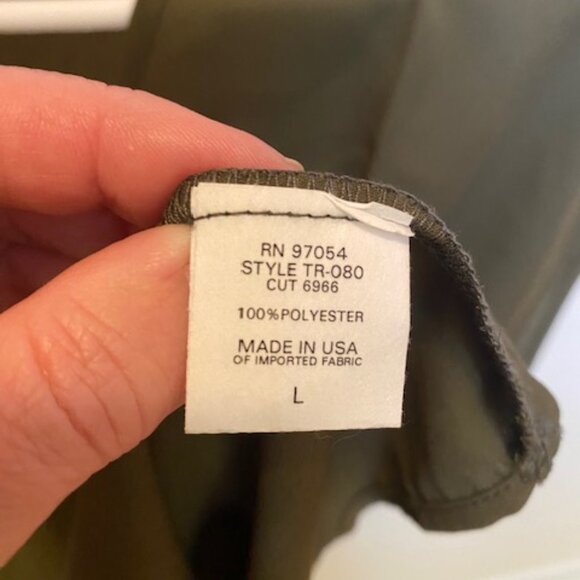 RN 97054
STYLE TR-080
CUT 6966
100%POLYESTER
MADE IN USA
OF IMPORTED FABRIC
L